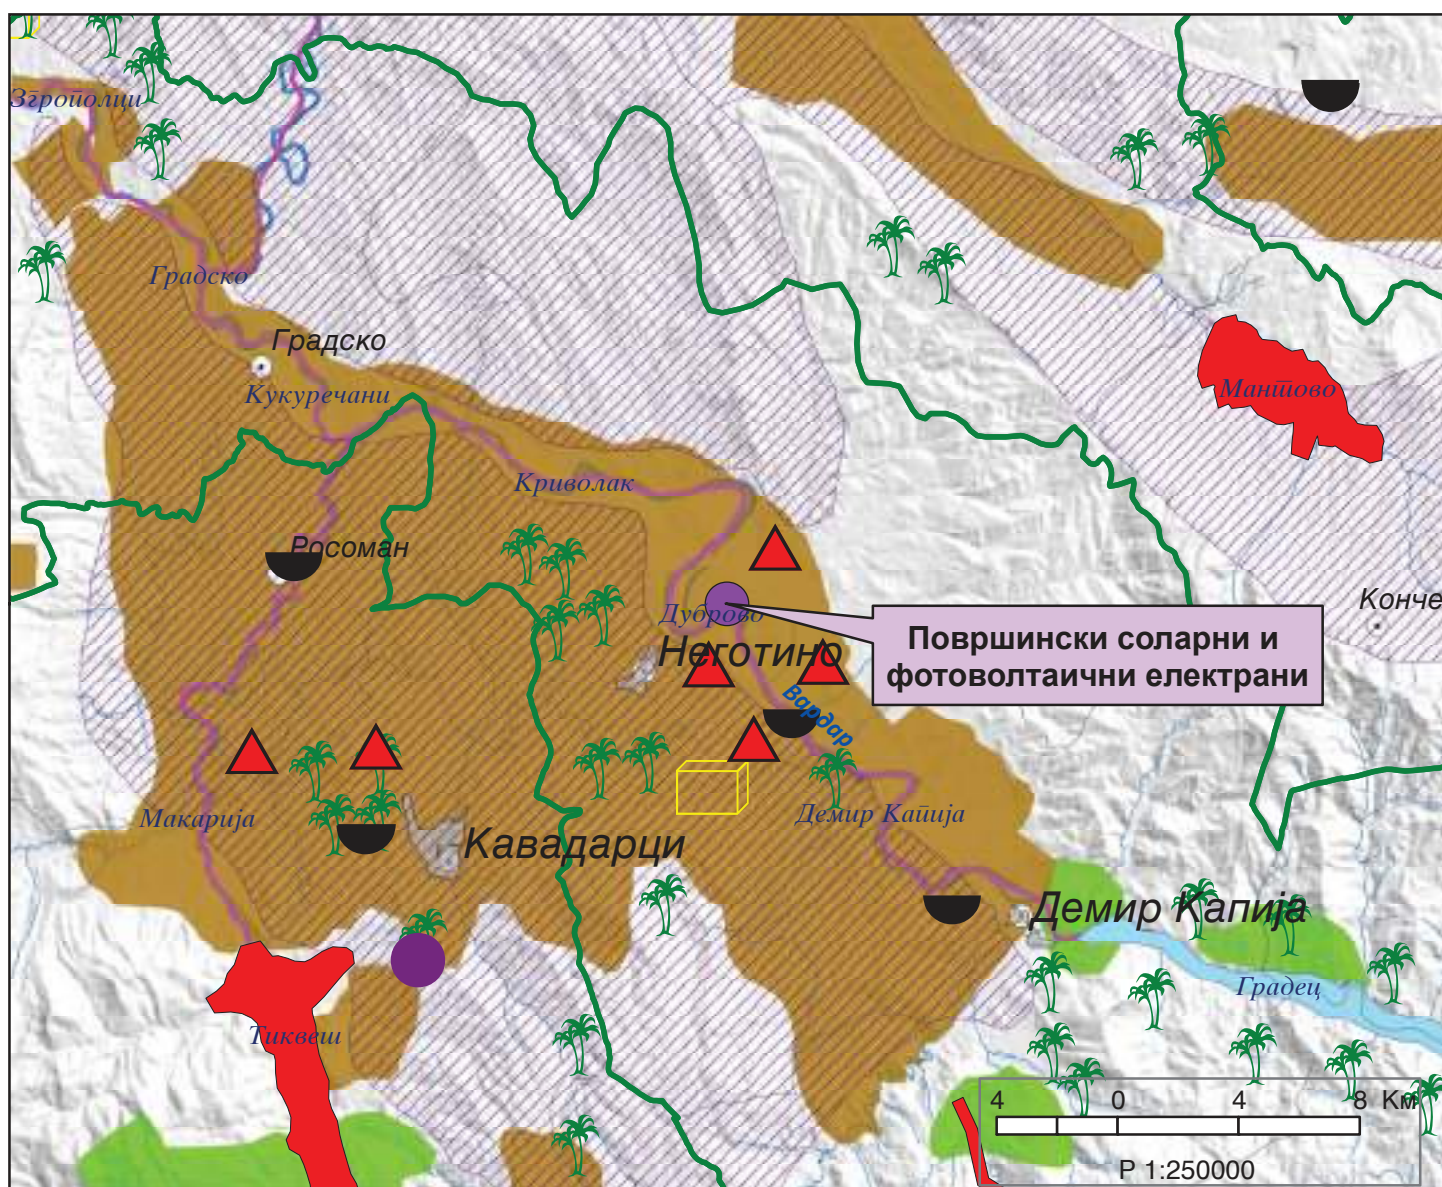 Згрополци
Градско
Градско
Кукуречани
Мантово
Криволак
Росоман
Конче
Дуброво
Површински соларни и
фотоволтаични електрани
Неготино
Вардар
Макарија
Демир Капија
Кавадарци
Демир Капија
Градец
Тиквеш
4 0 4 8 Км
Р 1:250000